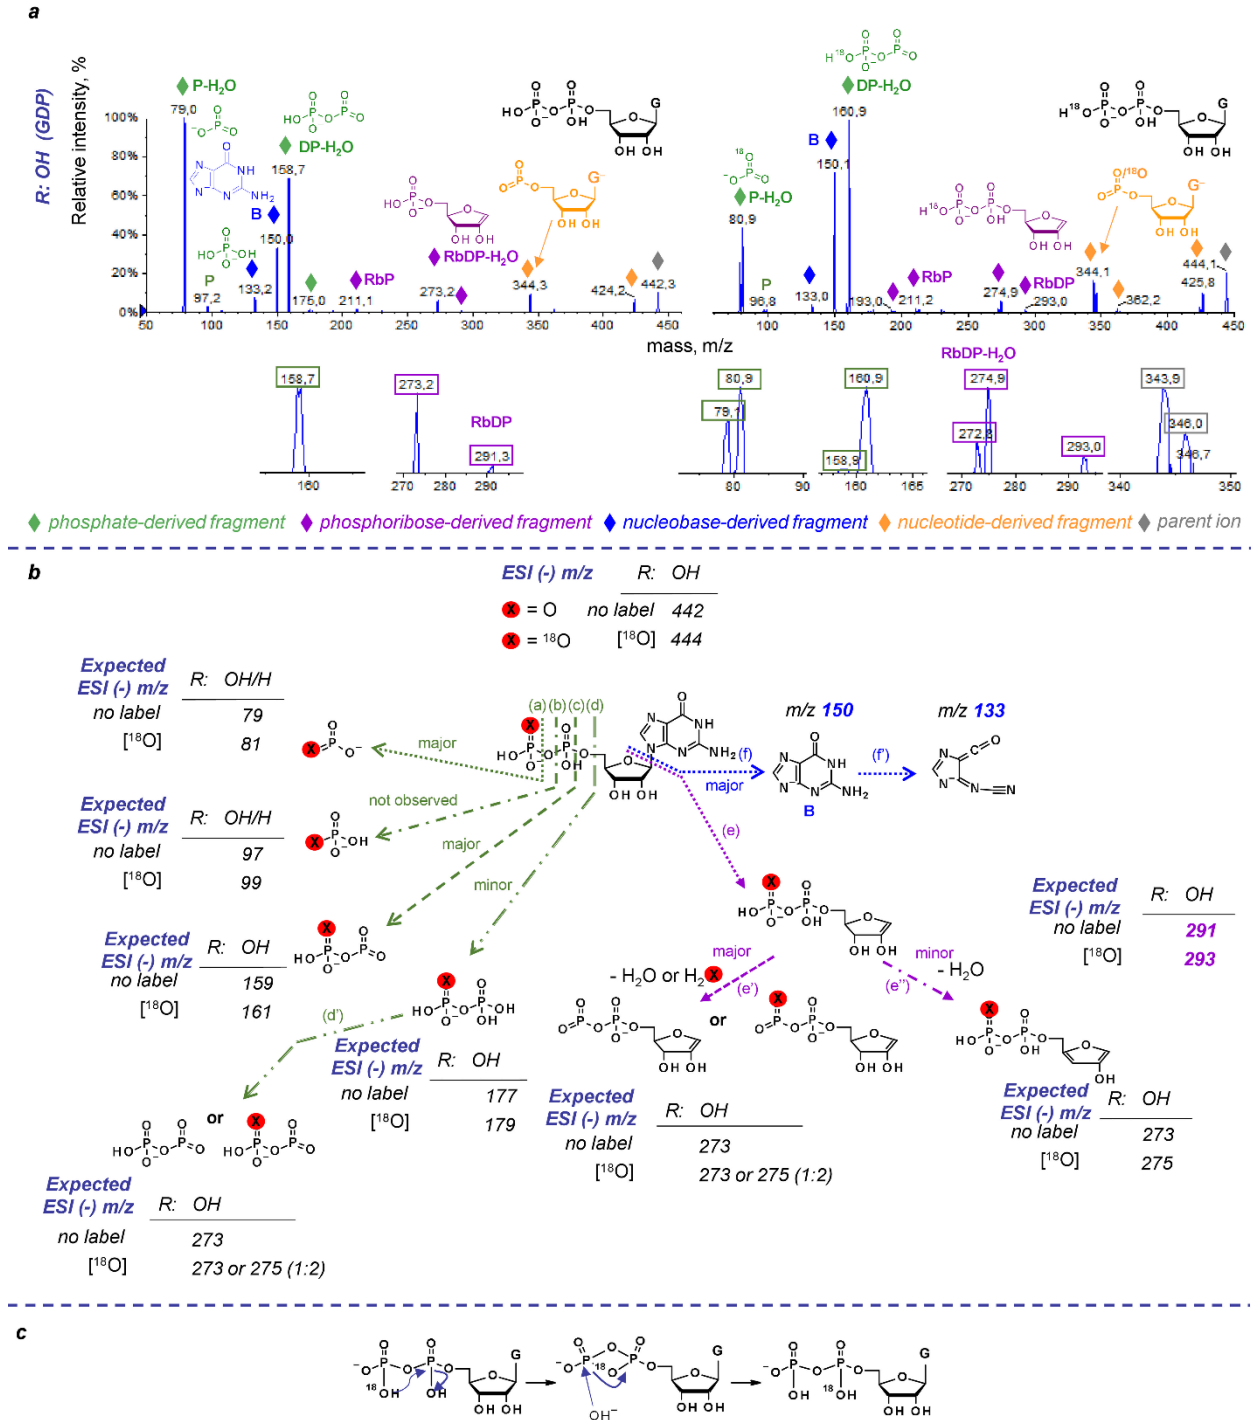 a
R: OH (GDP)
Relative intensity, %
100%
80%
60%
40%
20%
0%
P-H₂O
79,0
DP-H₂O
158,7
B
150,0
P
97,2
133,2
175,0
RbP
211,1
RbDP-H₂O
273,2
344,3
424,2
442,3
50 100 150 200 250 300 350 400 450
DP-H₂O
160,9
B
150,1
P-H₂O
80,9
P
96,8
133,0
193,0
RbP
211,2
274,9
RbDP
293,0
344,1
362,2
425,8
444,1
100 150 200 250 300 350 400 450
mass, m/z
158,7
160
273,2
RbDP
291,3
270 280 290
80,9
79,1
80 90
160,9
158,9
160 165
RbDP-H₂O
274,9
272,8
293,0
270 280 290
343,9
346,0
346,7
340 350
phosphate-derived fragment
phosphoribose-derived fragment
nucleobase-derived fragment
nucleotide-derived fragment
parent ion
b
ESI (-) m/z R: OH
X = O no label 442
X = ¹⁸O [¹⁸O] 444
Expected
ESI (-) m/z R: OH/H
no label 79
[¹⁸O] 81
major
(a) (b) (c) (d)
(f)
major
m/z 150
B
(f')
m/z 133
not observed
Expected
ESI (-) m/z R: OH/H
no label 97
[¹⁸O] 99
major
minor
(e)
Expected
ESI (-) m/z R: OH
no label 159
[¹⁸O] 161
Expected
ESI (-) m/z R: OH
no label 291
[¹⁸O] 293
major
- H₂O or H₂X
(e')
minor
- H₂O
(e'')
or
(d')
Expected
ESI (-) m/z R: OH
no label 177
[¹⁸O] 179
or
Expected
ESI (-) m/z R: OH
no label 273
[¹⁸O] 273 or 275 (1:2)
Expected
ESI (-) m/z R: OH
no label 273
[¹⁸O] 275
Expected
ESI (-) m/z R: OH
no label 273
[¹⁸O] 273 or 275 (1:2)
c